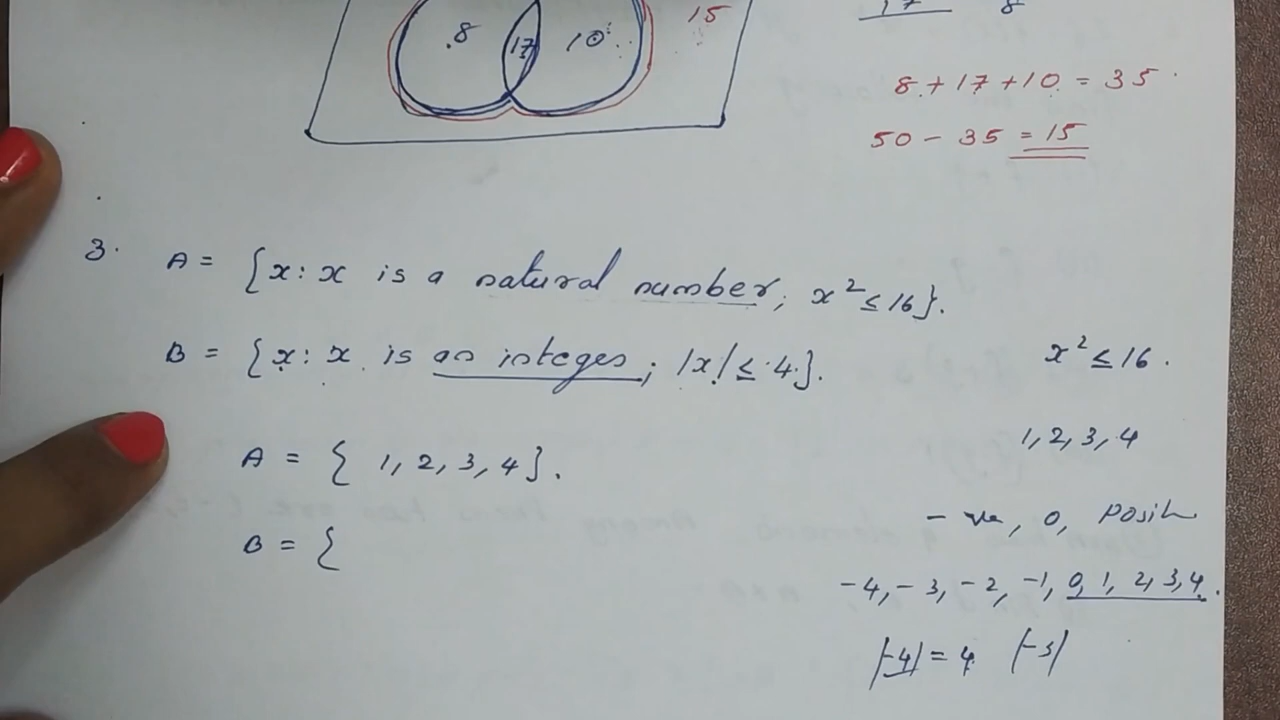 8 17 10 15
8
8 + 17 + 10 = 35
50 - 35 = 15
3. A = {x : x is a natural number; x² ≤ 16}.
B = {x : x is an integer; |x| ≤ 4}.
x² ≤ 16.
1, 2, 3, 4
A = {1, 2, 3, 4}.
- ve, 0, positi
B = {
-4, -3, -2, -1, 0, 1, 2, 3, 4.
|-4| = 4 |-3|